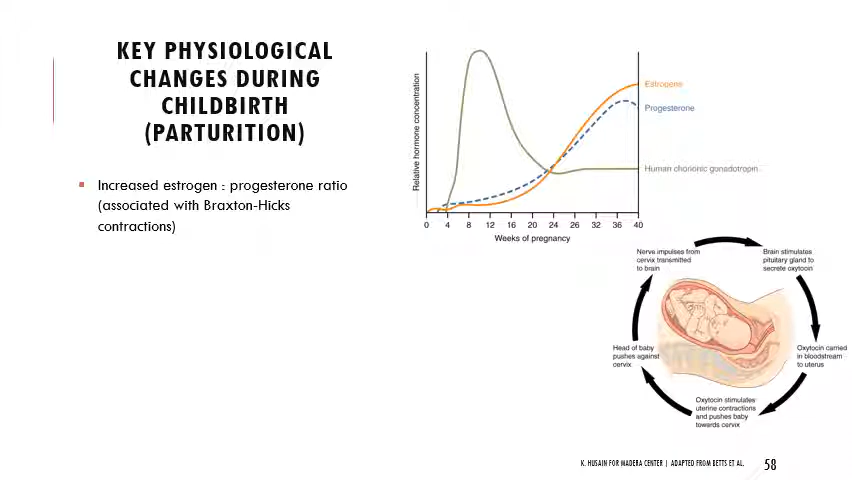 KEY PHYSIOLOGICAL
CHANGES DURING
CHILDBIRTH
(PARTURITION)
Increased estrogen : progesterone ratio
(associated with Braxton-Hicks
contractions)
Relative hormone concentration
Estrogens
Progesterone
Human chorionic gonadotropin
0 4 8 12 16 20 24 28 32 36 40
Weeks of pregnancy
Nerve impulses from
cervix transmitted
to brain
Brain stimulates
pituitary gland to
secrete oxytocin
Oxytocin carried
in bloodstream
to uterus
Oxytocin stimulates
uterine contractions
and pushes baby
towards cervix
Head of baby
pushes against
cervix
K. HUSAIN FOR MADERA CENTER | ADAPTED FROM BETTS ET AL.
58